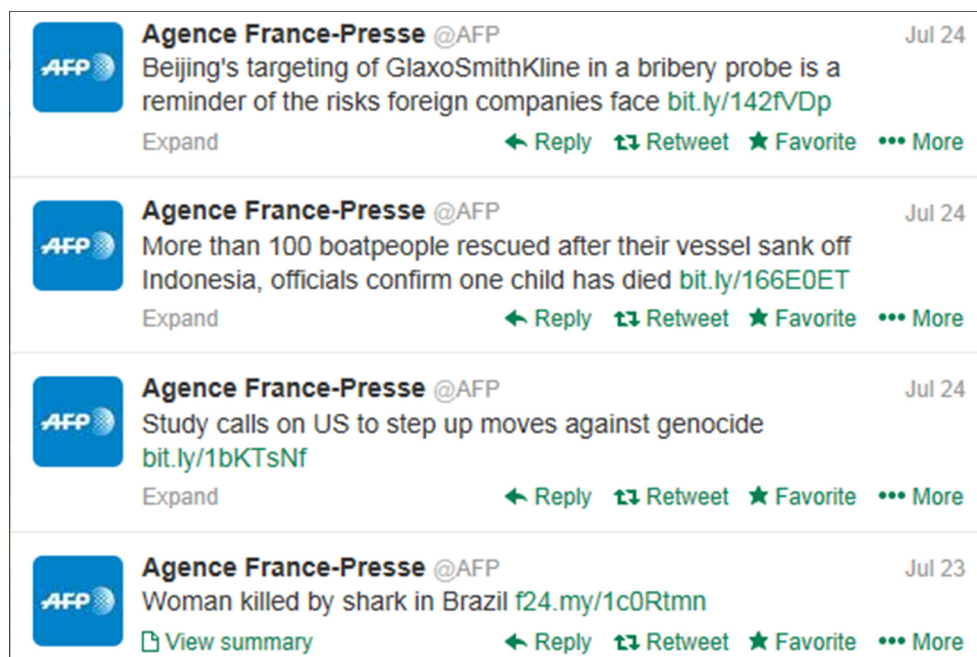 AFP
Agence France-Presse @AFP Jul 24
Beijing's targeting of GlaxoSmithKline in a bribery probe is a
reminder of the risks foreign companies face bit.ly/142fVDp
Expand Reply Retweet Favorite More
AFP
Agence France-Presse @AFP Jul 24
More than 100 boatpeople rescued after their vessel sank off
Indonesia, officials confirm one child has died bit.ly/166E0ET
Expand Reply Retweet Favorite More
AFP
Agence France-Presse @AFP Jul 24
Study calls on US to step up moves against genocide
bit.ly/1bKTsNf
Expand Reply Retweet Favorite More
AFP
Agence France-Presse @AFP Jul 23
Woman killed by shark in Brazil f24.my/1c0Rtmn
View summary Reply Retweet Favorite More